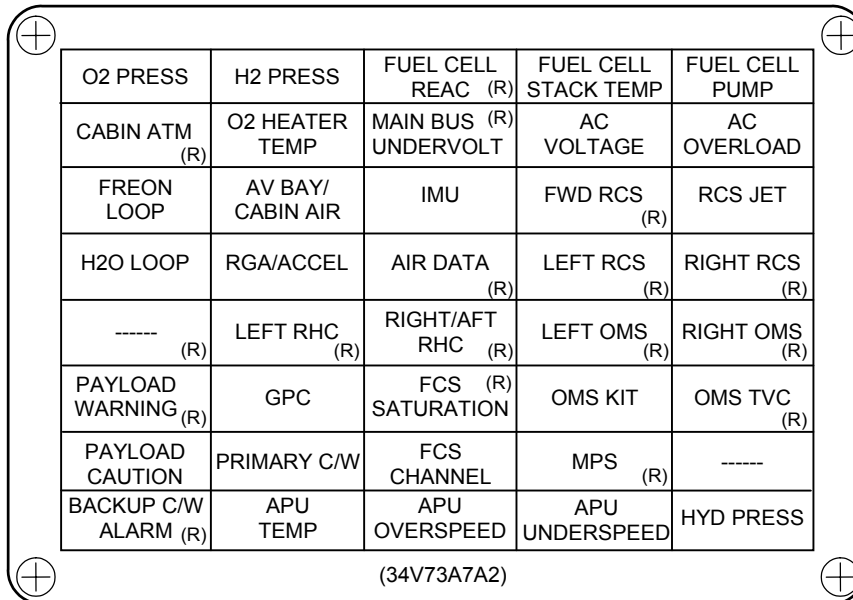 O2 PRESS
H2 PRESS
FUEL CELL
REAC (R)
FUEL CELL
STACK TEMP
FUEL CELL
PUMP
CABIN ATM
(R)
O2 HEATER
TEMP
MAIN BUS (R)
UNDERVOLT
AC
VOLTAGE
AC
OVERLOAD
FREON
LOOP
AV BAY/
CABIN AIR
IMU
FWD RCS
(R)
RCS JET
H2O LOOP
RGA/ACCEL
AIR DATA
(R)
LEFT RCS
(R)
RIGHT RCS
(R)
------
(R)
LEFT RHC
(R)
RIGHT/AFT
RHC (R)
LEFT OMS
(R)
RIGHT OMS
(R)
PAYLOAD
WARNING (R)
GPC
FCS (R)
SATURATION
OMS KIT
OMS TVC
(R)
PAYLOAD
CAUTION
PRIMARY C/W
FCS
CHANNEL
MPS
(R)
------
BACKUP C/W
ALARM (R)
APU
TEMP
APU
OVERSPEED
APU
UNDERSPEED
HYD PRESS
(34V73A7A2)